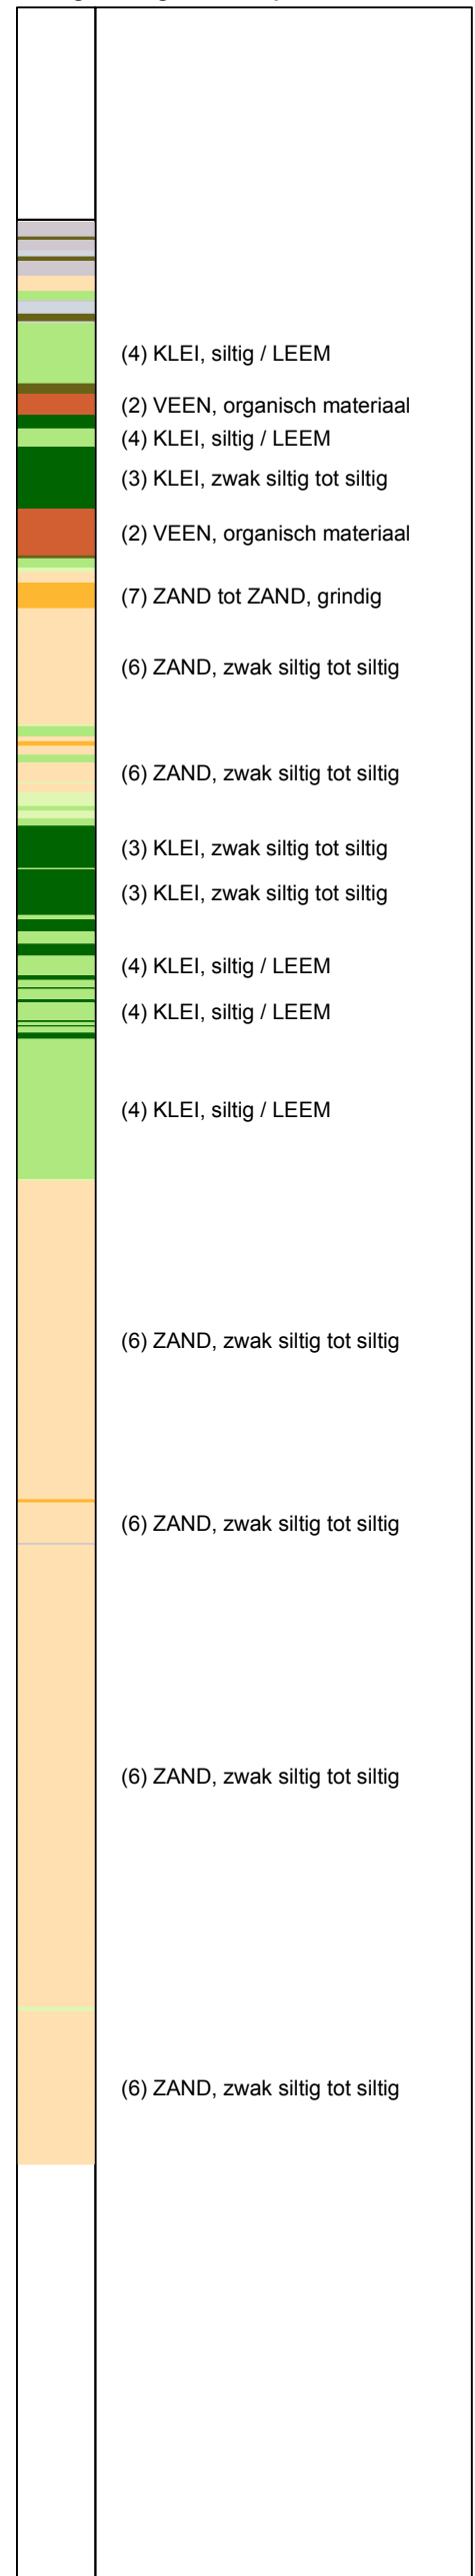 (4) KLEI, siltig / LEEM
(2) VEEN, organisch materiaal
(4) KLEI, siltig / LEEM
(3) KLEI, zwak siltig tot siltig
(2) VEEN, organisch materiaal
(7) ZAND tot ZAND, grindig
(6) ZAND, zwak siltig tot siltig
(6) ZAND, zwak siltig tot siltig
(3) KLEI, zwak siltig tot siltig
(3) KLEI, zwak siltig tot siltig
(4) KLEI, siltig / LEEM
(4) KLEI, siltig / LEEM
(4) KLEI, siltig / LEEM
(6) ZAND, zwak siltig tot siltig
(6) ZAND, zwak siltig tot siltig
(6) ZAND, zwak siltig tot siltig
(6) ZAND, zwak siltig tot siltig